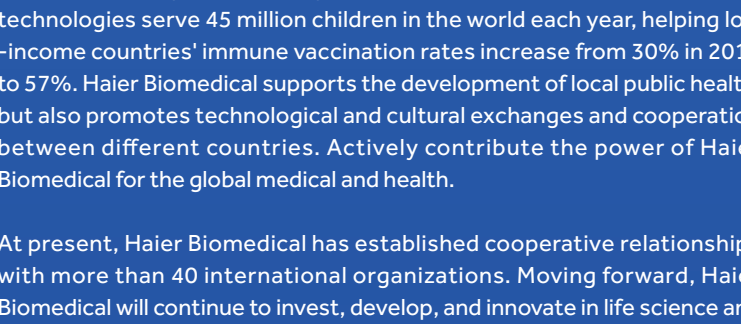 technologies serve 45 million children in the world each year, helping lo
-income countries' immune vaccination rates increase from 30% in 201
to 57%. Haier Biomedical supports the development of local public healt
but also promotes technological and cultural exchanges and cooperatio
between different countries. Actively contribute the power of Haie
Biomedical for the global medical and health.
At present, Haier Biomedical has established cooperative relationship
with more than 40 international organizations. Moving forward, Haie
Biomedical will continue to invest, develop, and innovate in life science an